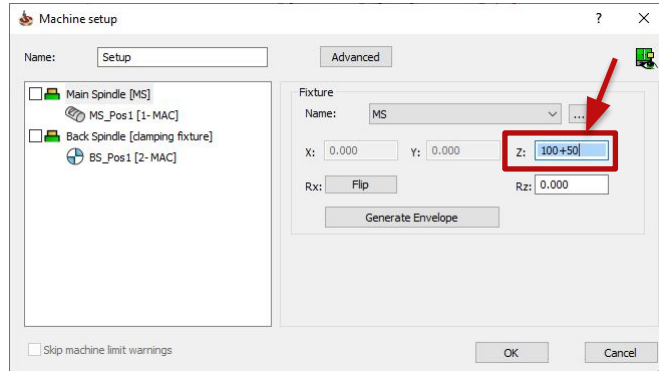 Machine setup
Name: Setup Advanced
Main Spindle [MS]
MS_Pos1 [1- MAC]
Back Spindle [clamping fixture]
BS_Pos1 [2- MAC]
Fixture
Name: MS ...
X: 0.000 Y: 0.000 Z: 100+50
Rx: Flip Rz: 0.000
Generate Envelope
Skip machine limit warnings
OK Cancel